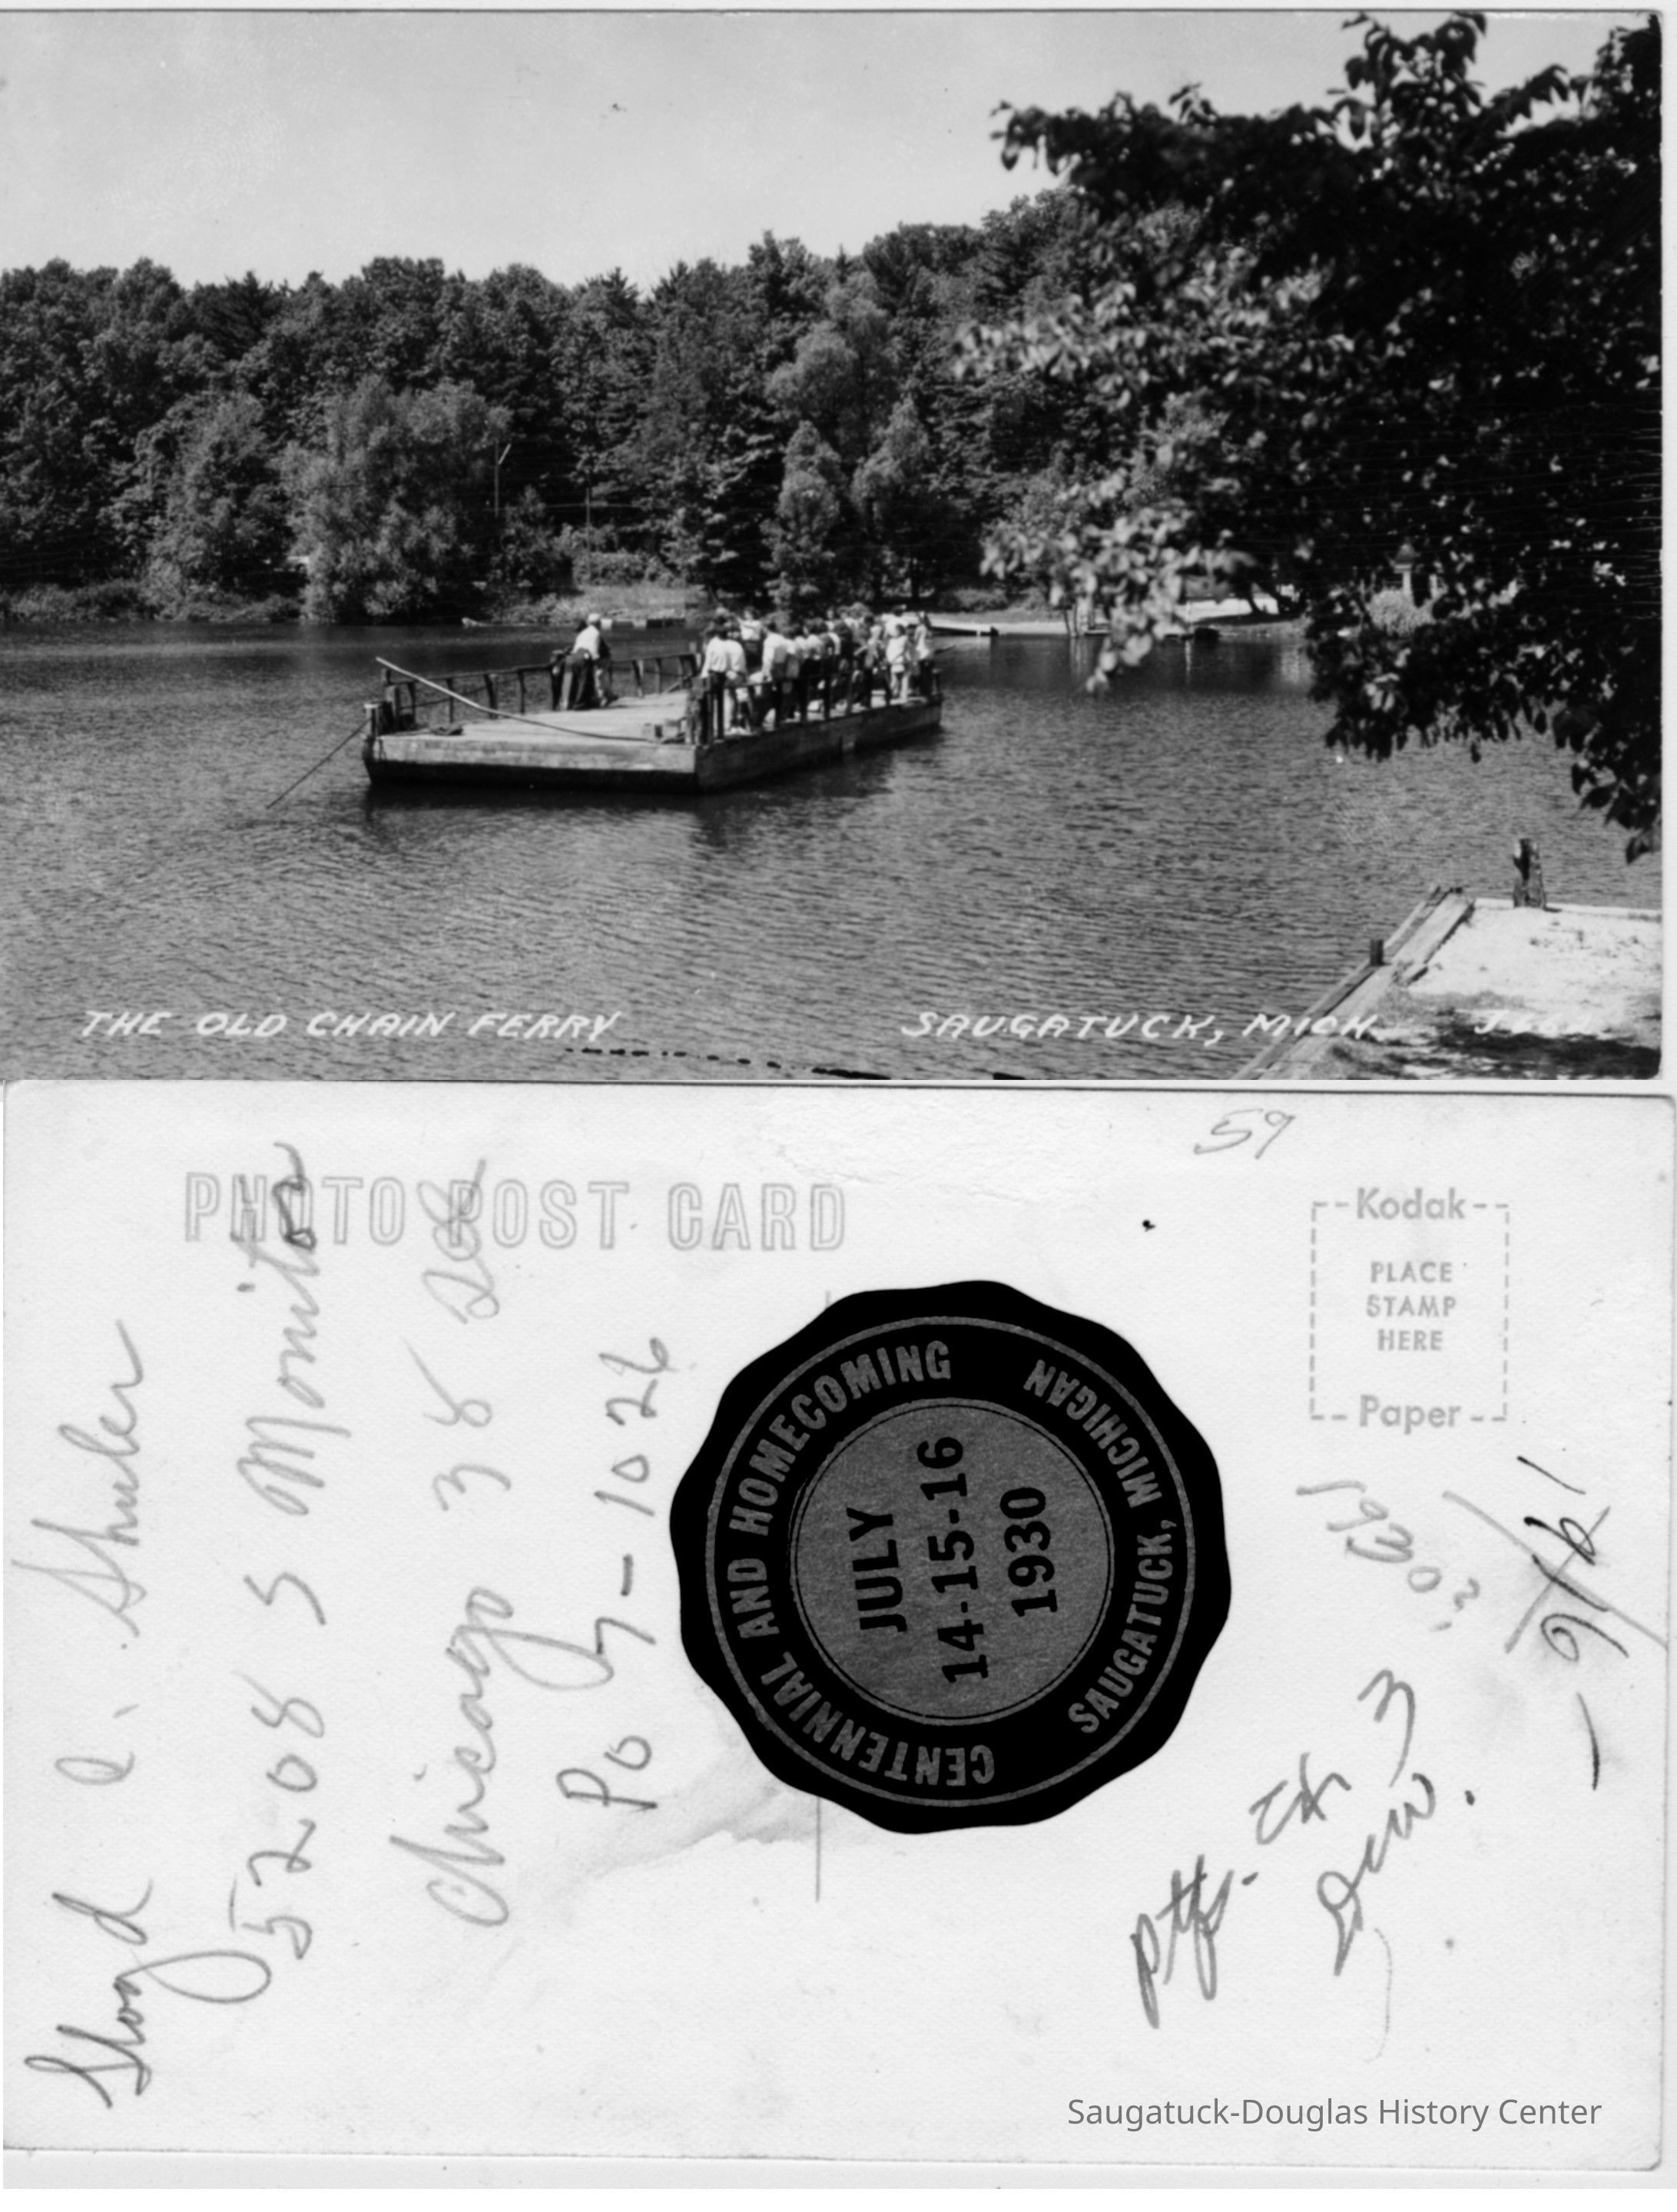 THE OLD CHAIN FERRY
SAUGATUCK, MICH.
59
PHOTO POST CARD
Kodak
PLACE
STAMP
HERE
Paper
Lloyd E. Shuler
5208 S Monitor
Chicago 38 Ill
Po 7-1026
CENTENNIAL AND HOMECOMING
JULY
14-15-16
1930
SAUGATUCK, MICHIGAN
Saugatuck-Douglas History Center